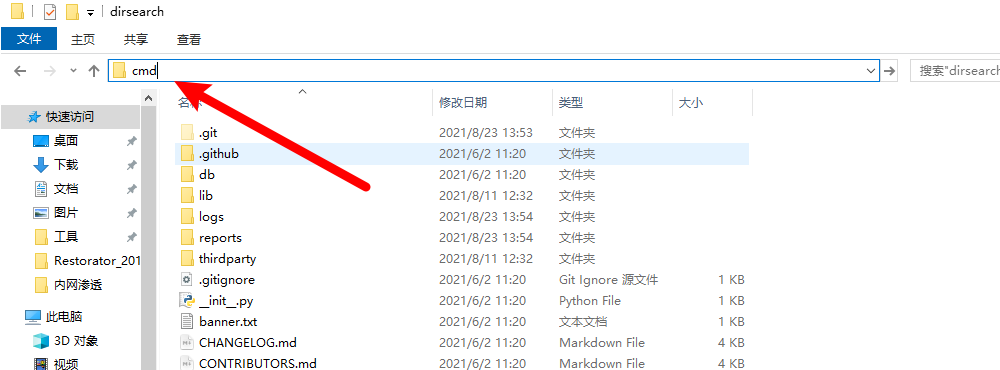 dirsearch
文件 主页 共享 查看
cmd 搜索"dirsearch
快速访问
桌面
下载
文档
图片
工具
Restorator_201
内网渗透
此电脑
3D 对象
视频
修改日期 类型 大小
.git 2021/8/23 13:53 文件夹
.github 2021/6/2 11:20 文件夹
db 2021/6/2 11:20 文件夹
lib 2021/8/11 12:32 文件夹
logs 2021/8/23 13:54 文件夹
reports 2021/8/23 13:54 文件夹
thirdparty 2021/8/11 12:32 文件夹
.gitignore 2021/6/2 11:20 Git Ignore 源文件 1 KB
__init__.py 2021/6/2 11:20 Python File 1 KB
banner.txt 2021/6/2 11:20 文本文档 1 KB
CHANGELOG.md 2021/6/2 11:20 Markdown File 4 KB
CONTRIBUTORS.md 2021/6/2 11:20 Markdown File 4 KB